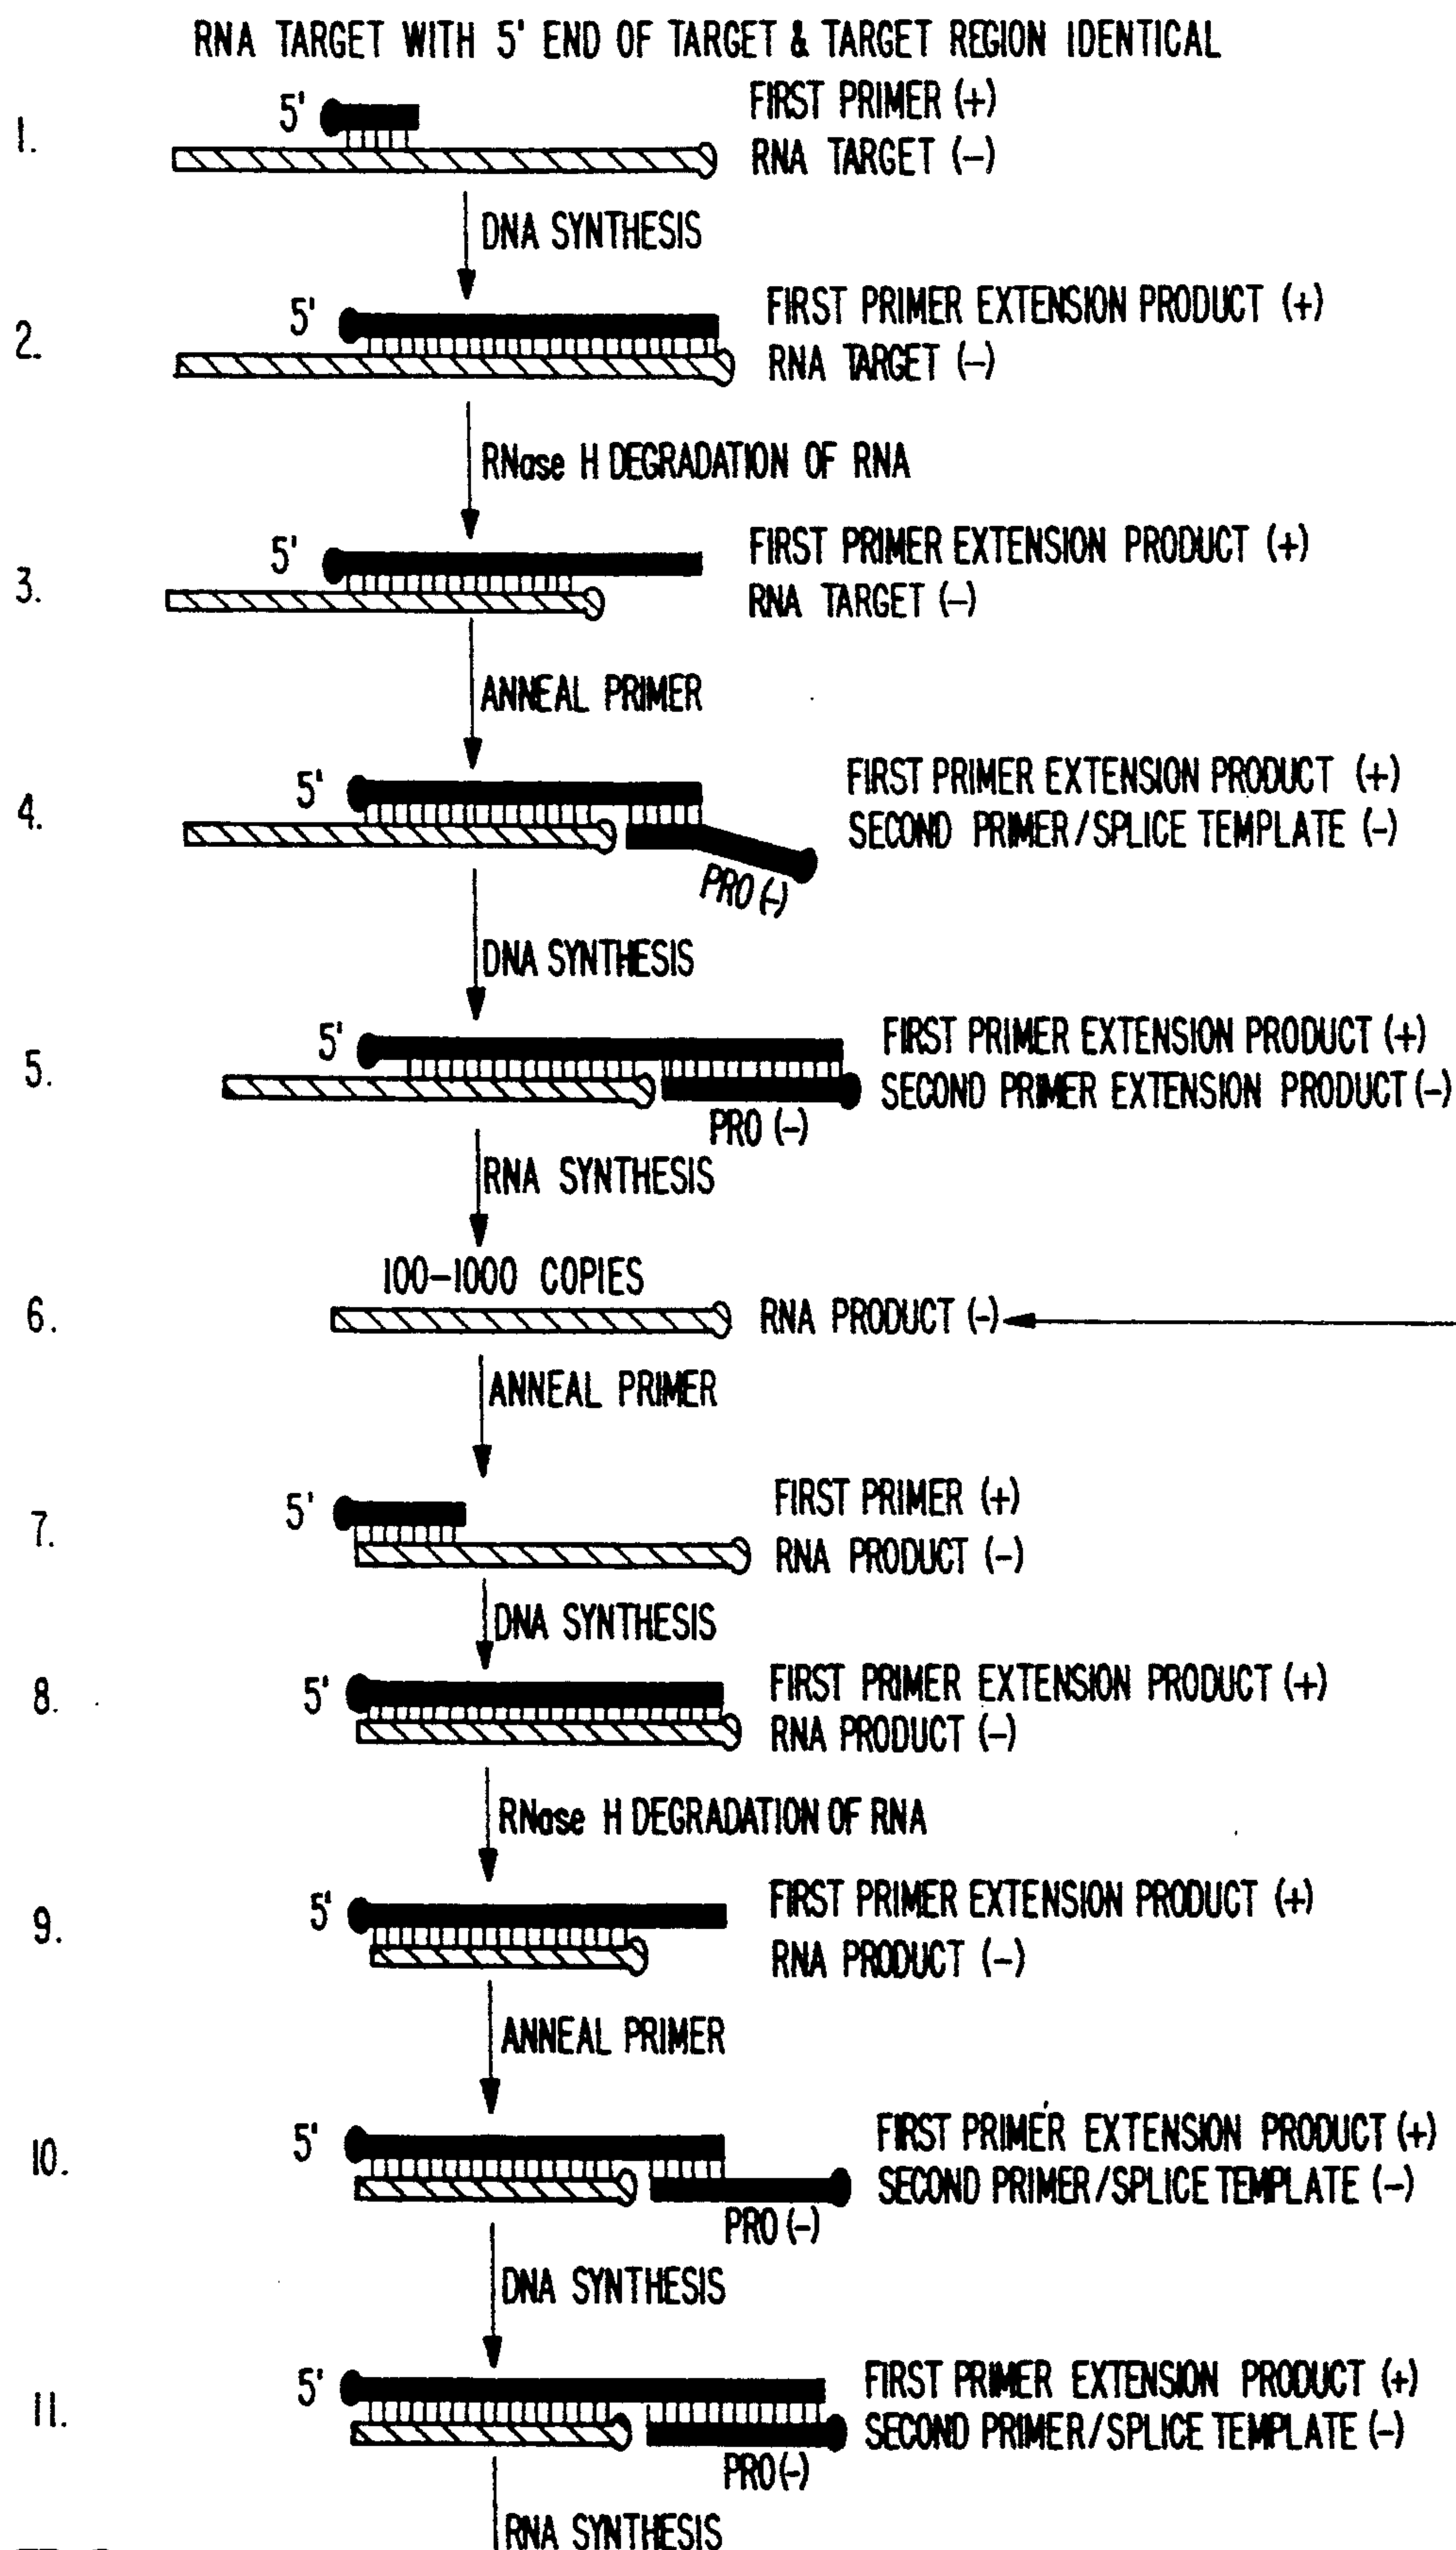 RNA TARGET WITH 5' END OF TARGET & TARGET REGION IDENTICAL
1.
5'
FIRST PRIMER (+)
RNA TARGET (-)
DNA SYNTHESIS
2.
5'
FIRST PRIMER EXTENSION PRODUCT (+)
RNA TARGET (-)
RNase H DEGRADATION OF RNA
3.
5'
FIRST PRIMER EXTENSION PRODUCT (+)
RNA TARGET (-)
ANNEAL PRIMER
4.
5'
FIRST PRIMER EXTENSION PRODUCT (+)
SECOND PRIMER/SPLICE TEMPLATE (-)
PRO (-)
DNA SYNTHESIS
5.
5'
FIRST PRIMER EXTENSION PRODUCT (+)
SECOND PRIMER EXTENSION PRODUCT (-)
PRO (-)
RNA SYNTHESIS
100-1000 COPIES
6.
RNA PRODUCT (-)
ANNEAL PRIMER
7.
5'
FIRST PRIMER (+)
RNA PRODUCT (-)
DNA SYNTHESIS
8.
5'
FIRST PRIMER EXTENSION PRODUCT (+)
RNA PRODUCT (-)
RNase H DEGRADATION OF RNA
9.
5'
FIRST PRIMER EXTENSION PRODUCT (+)
RNA PRODUCT (-)
ANNEAL PRIMER
10.
5'
FIRST PRIMER EXTENSION PRODUCT (+)
SECOND PRIMER/SPLICE TEMPLATE (-)
PRO (-)
DNA SYNTHESIS
11.
5'
FIRST PRIMER EXTENSION PRODUCT (+)
SECOND PRIMER/SPLICE TEMPLATE (-)
PRO (-)
RNA SYNTHESIS